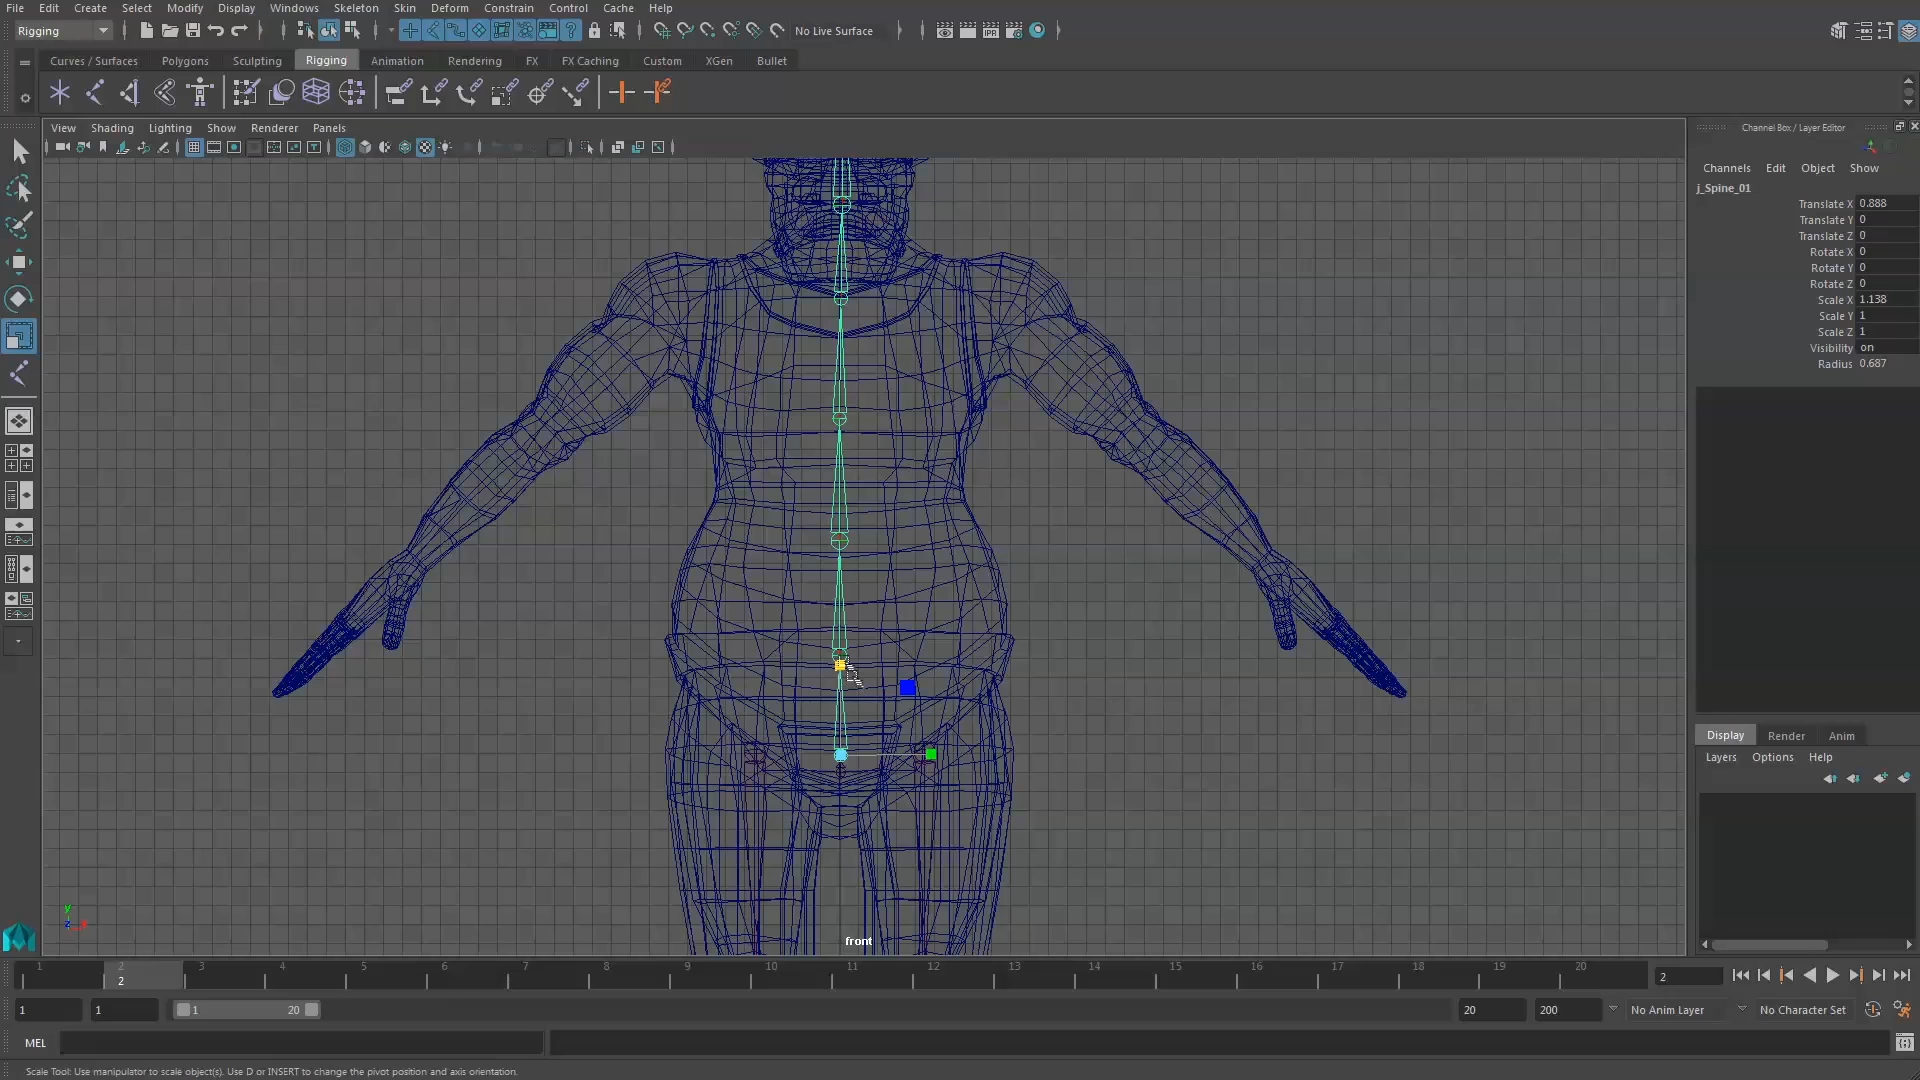 File Edit Create Select Modify Display Windows Skeleton Skin Deform Constrain Control Cache Help
Rigging No Live Surface
Curves / Surfaces Polygons Sculpting Rigging Animation Rendering FX FX Caching Custom XGen Bullet
View Shading Lighting Show Renderer Panels
Channel Box / Layer Editor
Channels Edit Object Show
j_Spine_01
Translate X 0.888
Translate Y 0
Translate Z 0
Rotate X 0
Rotate Y 0
Rotate Z 0
Scale X 1.138
Scale Y 1
Scale Z 1
Visibility on
Radius 0.687
Display Render Anim
Layers Options Help
y
z x
front
1 2 3 4 5 6 7 8 9 10 11 12 13 14 15 16 17 18 19 20
2 2
1 1 1 20 20 200 No Anim Layer No Character Set
MEL
Scale Tool: Use manipulator to scale object(s). Use D or INSERT to change the pivot position and axis orientation.